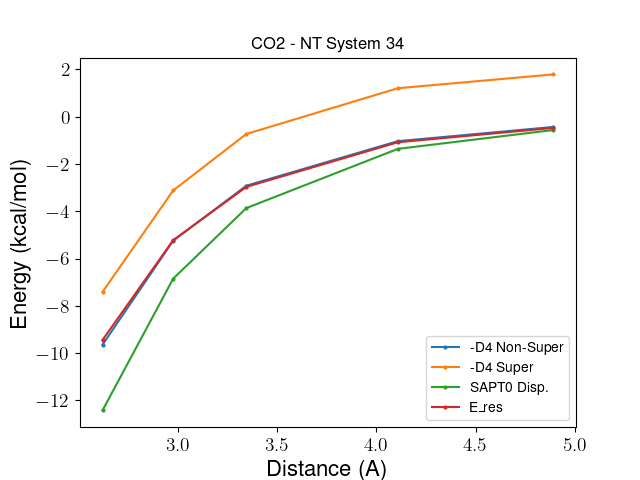 CO2 - NT System 34
2
0
−2
−4
−6
−8
−10
−12
Energy (kcal/mol)
3.0 3.5 4.0 4.5 5.0
Distance (A)
-D4 Non-Super
-D4 Super
SAPT0 Disp.
E_res